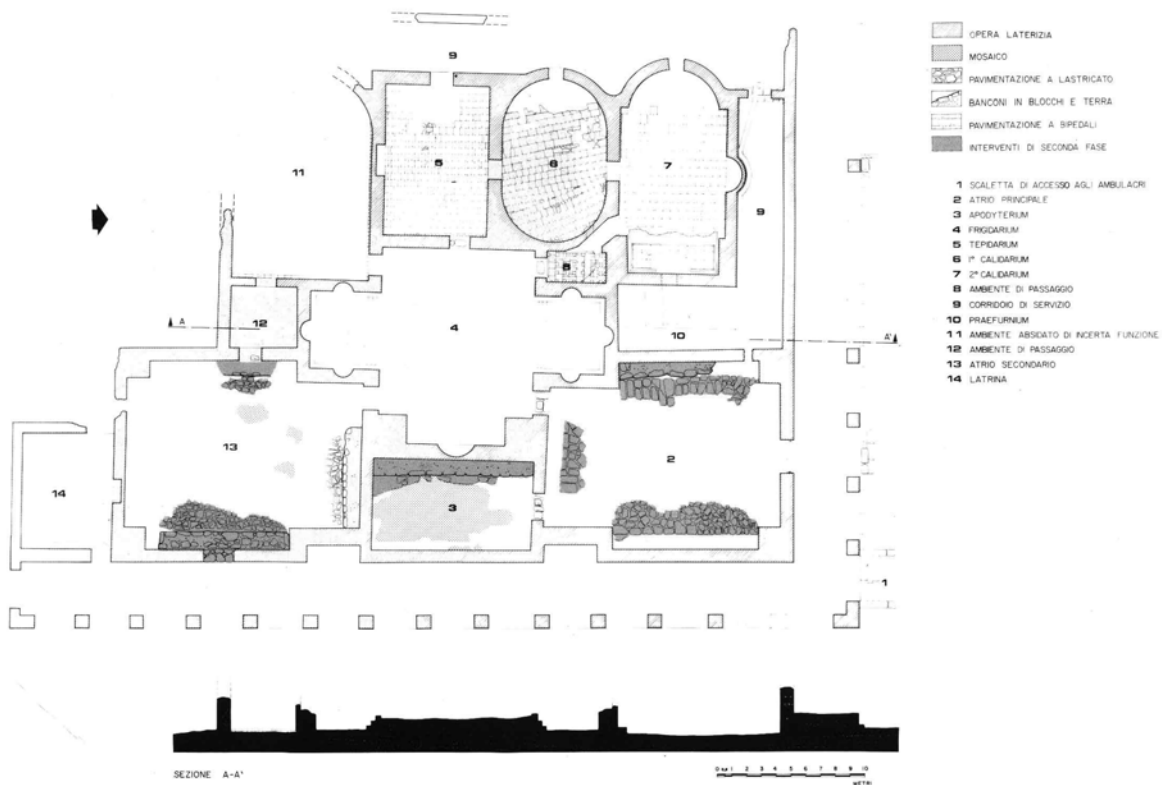 OPERA LATERIZIA
MOSAICO
PAVIMENTAZIONE A LASTRICATO
BANCONI IN BLOCCHI E TERRA
PAVIMENTAZIONE A BIPEDALI
INTERVENTI DI SECONDA FASE
1 SCALETTA DI ACCESSO AGLI AMBULACRI
2 ATRIO PRINCIPALE
3 APODYTERIUM
4 FRIGIDARIUM
5 TEPIDARIUM
6 1° CALIDARIUM
7 2° CALIDARIUM
8 AMBIENTE DI PASSAGGIO
9 CORRIDOIO DI SERVIZIO
10 PRAEFURNIUM
11 AMBIENTE ABSIDATO DI INCERTA FUNZIONE
12 AMBIENTE DI PASSAGGIO
13 ATRIO SECONDARIO
14 LATRINA
9
11
5
6
7
9
8
A
12
4
10
A'
13
14
3
2
1
SEZIONE A-A'
0 1 2 3 4 5 6 7 8 9 10
METRI